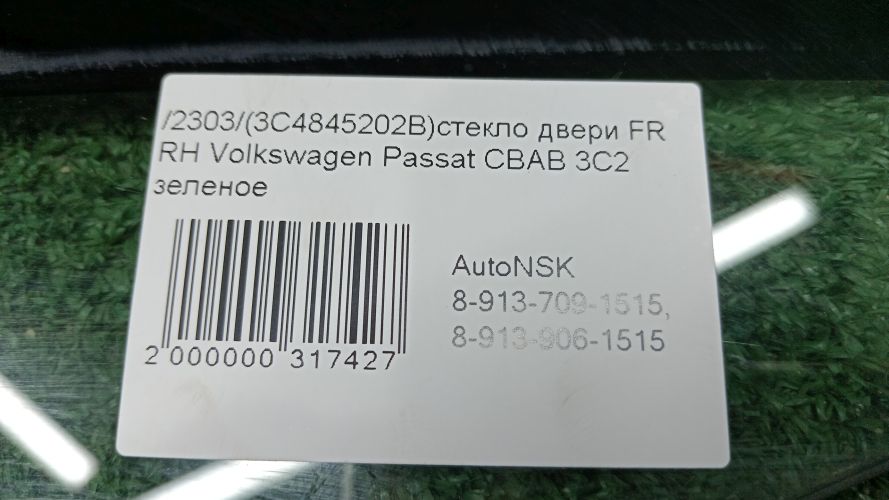 /2303/(3C4845202B)стекло двери FR
RH Volkswagen Passat CBAB 3C2
зеленое
AutoNSK
8-913-709-1515,
8-913-906-1515
2 000000 317427